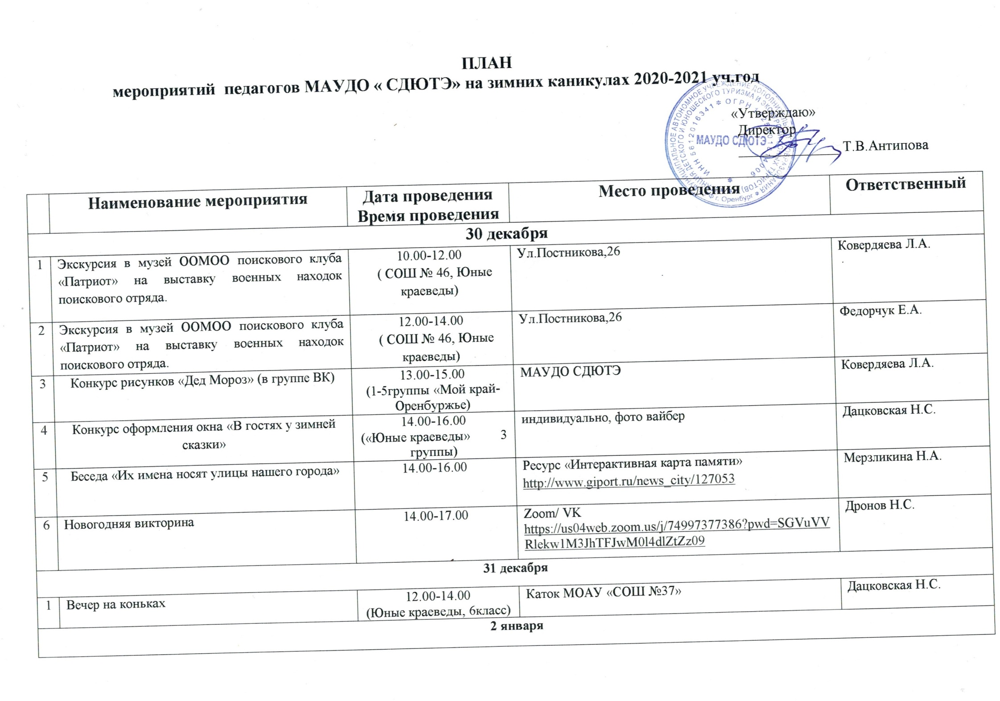 ПЛАН
мероприятий педагогов МАУДО « СДЮТЭ» на зимних каникулах 2020-2021 уч.год
«Утверждаю»
Директор
Т.В.Антипова
МАУДО СДЮТЭ
МУНИЦИПАЛЬНОЕ АВТОНОМНОЕ УЧРЕЖДЕНИЕ ДОПОЛНИТЕЛЬНОГО ОБРАЗОВАНИЯ
ДЕТСКОГО И ЮНОШЕСКОГО ТУРИЗМА И ЭКСКУРСИЙ
ИНН 5612016341 * ОГРН
г. Оренбург
Наименование мероприятия
Дата проведения
Время проведения
Место проведения
Ответственный
30 декабря
1
Экскурсия в музей ООМОО поискового клуба
«Патриот» на выставку военных находок
поискового отряда.
10.00-12.00
( СОШ № 46, Юные
краеведы)
Ул.Постникова,26
Ковердяева Л.А.
2
Экскурсия в музей ООМОО поискового клуба
«Патриот» на выставку военных находок
поискового отряда.
12.00-14.00
( СОШ № 46, Юные
краеведы)
Ул.Постникова,26
Федорчук Е.А.
3
Конкурс рисунков «Дед Мороз» (в группе ВК)
13.00-15.00
(1-5группы «Мой край-
Оренбуржье)
МАУДО СДЮТЭ
Ковердяева Л.А.
4
Конкурс оформления окна «В гостях у зимней
сказки»
14.00-16.00
(«Юные краеведы» 3
группы)
индивидуально, фото вайбер
Дацковская Н.С.
5
Беседа «Их имена носят улицы нашего города»
14.00-16.00
Ресурс «Интерактивная карта памяти»
http://www.giport.ru/news_city/127053
Мерзликина Н.А.
6
Новогодняя викторина
14.00-17.00
Zoom/ VK
https://us04web.zoom.us/j/74997377386?pwd=SGVuVV
Rlekw1M3JhTFJwM0l4dlZtZz09
Дронов Н.С.
31 декабря
1
Вечер на коньках
12.00-14.00
(Юные краеведы, 6класс)
Каток МОАУ «СОШ №37»
Дацковская Н.С.
2 января